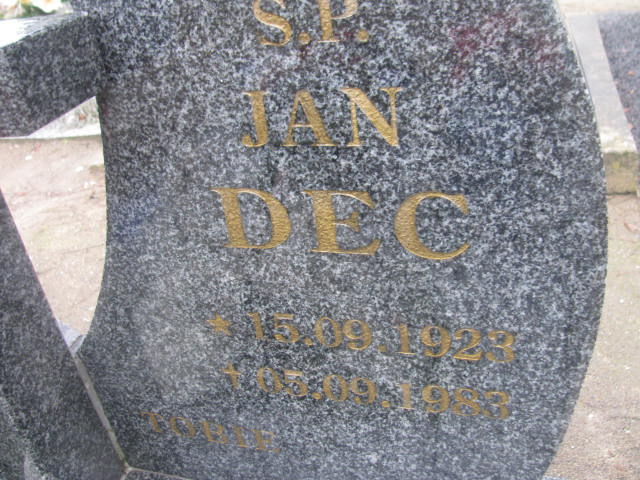 S.P.
JAN
DEC
★ 15.09.1923
✝ 05.09.1983
TOBIE